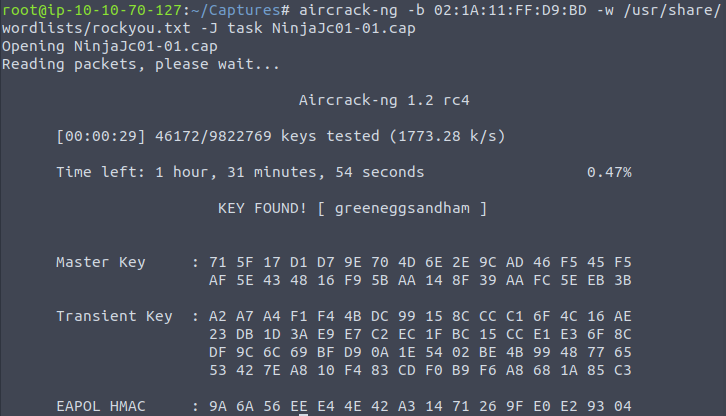 root@ip-10-10-70-127:~/Captures# aircrack-ng -b 02:1A:11:FF:D9:BD -w /usr/share/
wordlists/rockyou.txt -J task NinjaJc01-01.cap
Opening NinjaJc01-01.cap
Reading packets, please wait...
Aircrack-ng 1.2 rc4
[00:00:29] 46172/9822769 keys tested (1773.28 k/s)
Time left: 1 hour, 31 minutes, 54 seconds 0.47%
KEY FOUND! [ greeneggsandham ]
Master Key : 71 5F 17 D1 D7 9E 70 4D 6E 2E 9C AD 46 F5 45 F5
AF 5E 43 48 16 F9 5B AA 14 8F 39 AA FC 5E EB 3B
Transient Key : A2 A7 A4 F1 F4 4B DC 99 15 8C CC C1 6F 4C 16 AE
23 DB 1D 3A E9 E7 C2 EC 1F BC 15 CC E1 E3 6F 8C
DF 9C 6C 69 BF D9 0A 1E 54 02 BE 4B 99 48 77 65
53 42 7E A8 10 F4 83 CD F0 B9 F6 A8 68 1A 85 C3
EAPOL HMAC : 9A 6A 56 EE E4 4E 42 A3 14 71 26 9F E0 E2 93 04